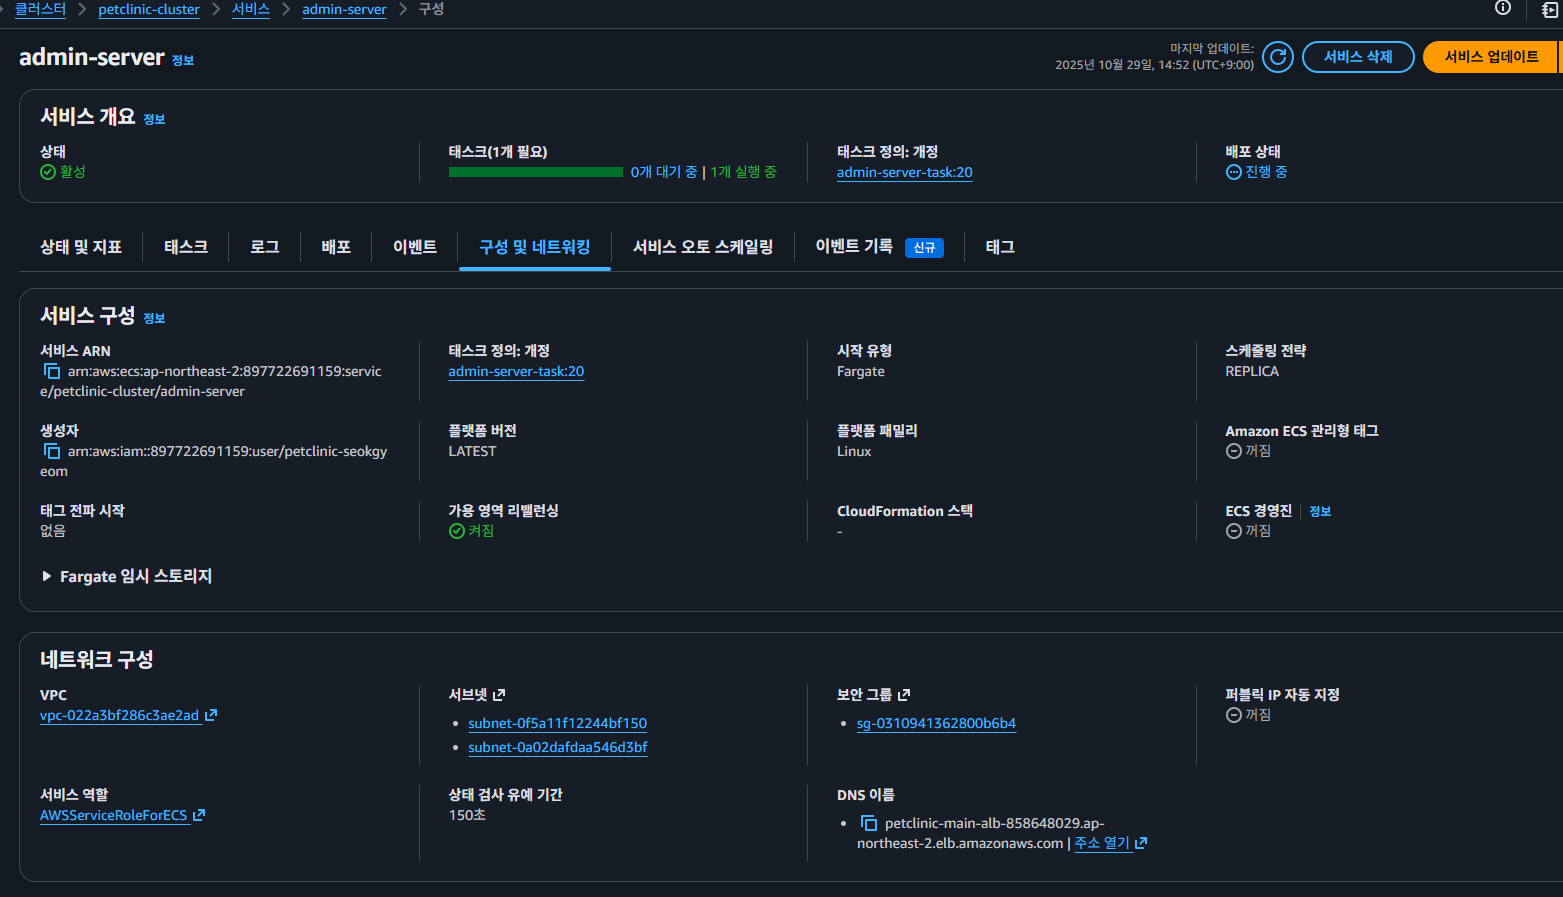 클러스터 > petclinic-cluster > 서비스 > admin-server > 구성
admin-server 정보
마지막 업데이트:
2025년 10월 29일, 14:52 (UTC+9:00)
서비스 삭제
서비스 업데이트
서비스 개요 정보
상태
활성
태스크(1개 필요)
0개 대기 중 | 1개 실행 중
태스크 정의: 개정
admin-server-task:20
배포 상태
진행 중
상태 및 지표
태스크
로그
배포
이벤트
구성 및 네트워킹
서비스 오토 스케일링
이벤트 기록 신규
태그
서비스 구성 정보
서비스 ARN
arn:aws:ecs:ap-northeast-2:897722691159:servic
e/petclinic-cluster/admin-server
태스크 정의: 개정
admin-server-task:20
시작 유형
Fargate
스케줄링 전략
REPLICA
생성자
arn:aws:iam::897722691159:user/petclinic-seokgy
eom
플랫폼 버전
LATEST
플랫폼 패밀리
Linux
Amazon ECS 관리형 태그
꺼짐
태그 전파 시작
없음
가용 영역 리밸런싱
켜짐
CloudFormation 스택
-
ECS 경영진 | 정보
꺼짐
Fargate 임시 스토리지
네트워크 구성
VPC
vpc-022a3bf286c3ae2ad
서브넷
• subnet-0f5a11f12244bf150
• subnet-0a02dafdaa546d3bf
보안 그룹
• sg-0310941362800b6b4
퍼블릭 IP 자동 지정
꺼짐
서비스 역할
AWSServiceRoleForECS
상태 검사 유예 기간
150초
DNS 이름
• petclinic-main-alb-858648029.ap-
northeast-2.elb.amazonaws.com | 주소 열기